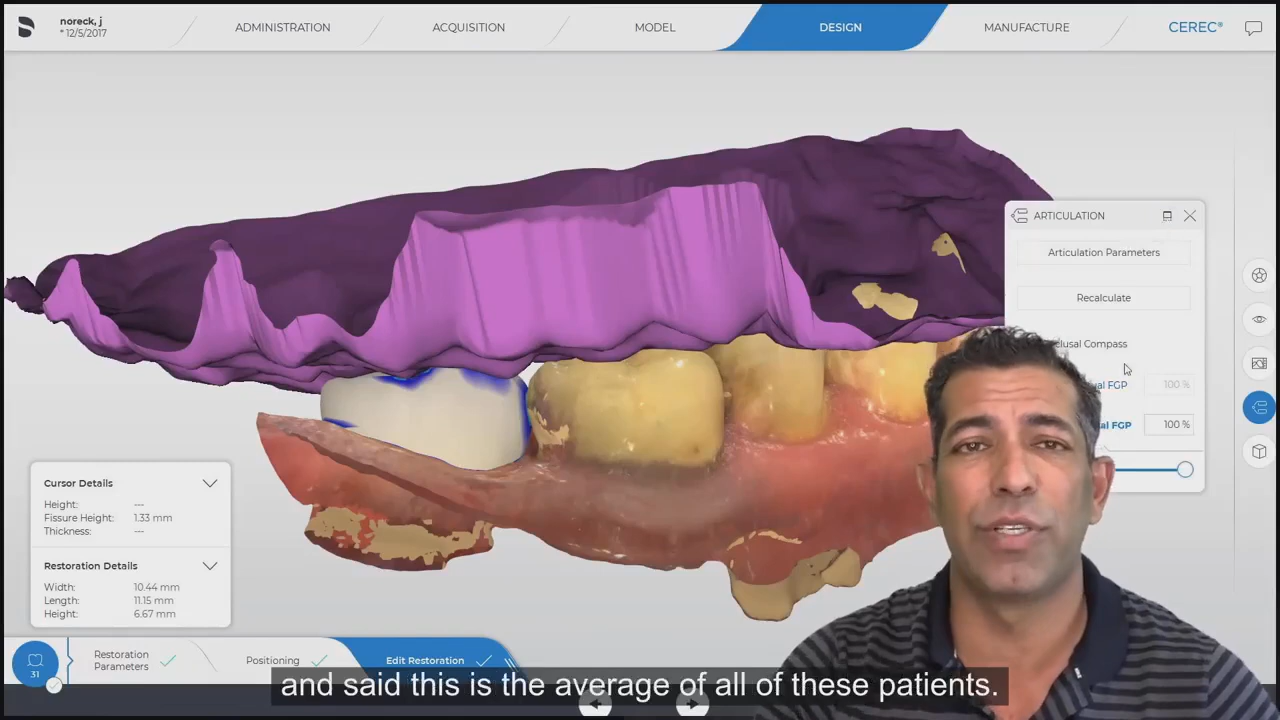 noreck, j
* 12/5/2017
ADMINISTRATION
ACQUISITION
MODEL
DESIGN
MANUFACTURE
CEREC®
ARTICULATION
Articulation Parameters
Recalculate
Compass
FGP
100 %
FGP
100 %
Cursor Details
Height: ---
Fissure Height: 1.33 mm
Thickness: ---
Restoration Details
Width: 10.44 mm
Length: 11.15 mm
Height: 6.67 mm
31
Restoration
Parameters
Positioning
Edit Restoration
and said this is the average of all of these patients.